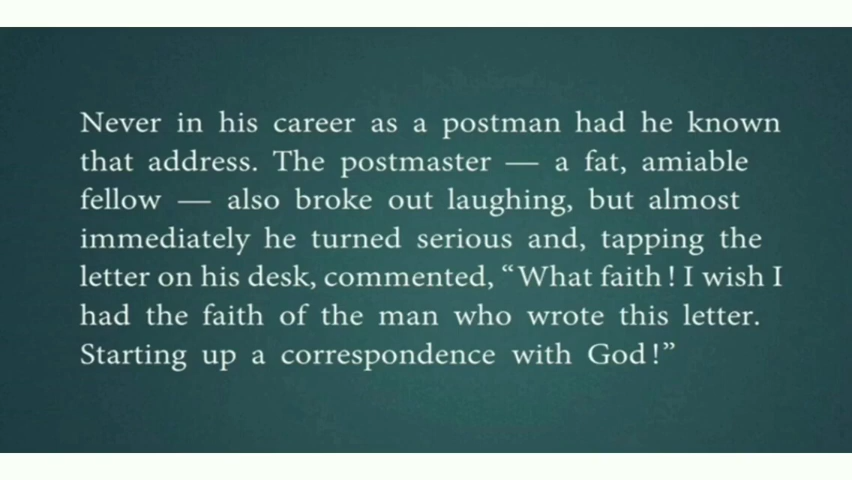 Never in his career as a postman had he known
that address. The postmaster — a fat, amiable
fellow — also broke out laughing, but almost
immediately he turned serious and, tapping the
letter on his desk, commented, “What faith! I wish I
had the faith of the man who wrote this letter.
Starting up a correspondence with God!”